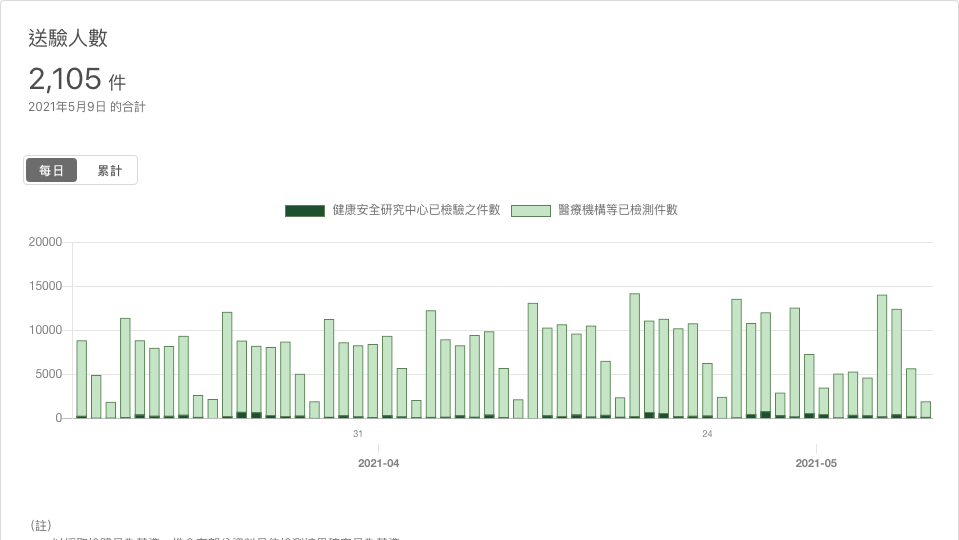 送驗人數
2,105 件
2021年5月9日 的合計
每日 累計
健康安全研究中心已檢驗之件數 醫療機構等已檢測件數
20000
15000
10000
5000
0
31 24
2021-04 2021-05
(註)